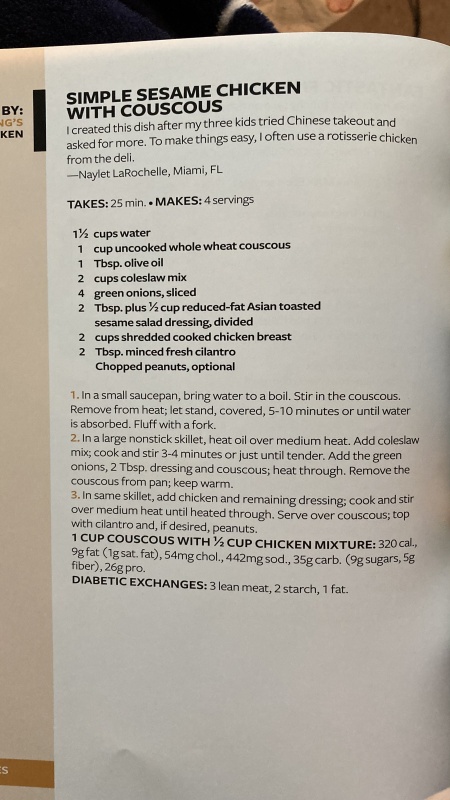 BY:
NG'S
KEN
SIMPLE SESAME CHICKEN
WITH COUSCOUS
I created this dish after my three kids tried Chinese takeout and
asked for more. To make things easy, I often use a rotisserie chicken
from the deli.
—Naylet LaRochelle, Miami, FL
TAKES: 25 min. • MAKES: 4 servings
1½ cups water
1 cup uncooked whole wheat couscous
1 Tbsp. olive oil
2 cups coleslaw mix
4 green onions, sliced
2 Tbsp. plus ½ cup reduced-fat Asian toasted
sesame salad dressing, divided
2 cups shredded cooked chicken breast
2 Tbsp. minced fresh cilantro
Chopped peanuts, optional
1. In a small saucepan, bring water to a boil. Stir in the couscous.
Remove from heat; let stand, covered, 5-10 minutes or until water
is absorbed. Fluff with a fork.
2. In a large nonstick skillet, heat oil over medium heat. Add coleslaw
mix; cook and stir 3-4 minutes or just until tender. Add the green
onions, 2 Tbsp. dressing and couscous; heat through. Remove the
couscous from pan; keep warm.
3. In same skillet, add chicken and remaining dressing; cook and stir
over medium heat until heated through. Serve over couscous; top
with cilantro and, if desired, peanuts.
1 CUP COUSCOUS WITH ½ CUP CHICKEN MIXTURE: 320 cal.,
9g fat (1g sat. fat), 54mg chol., 442mg sod., 35g carb. (9g sugars, 5g
fiber), 26g pro.
DIABETIC EXCHANGES: 3 lean meat, 2 starch, 1 fat.
ES